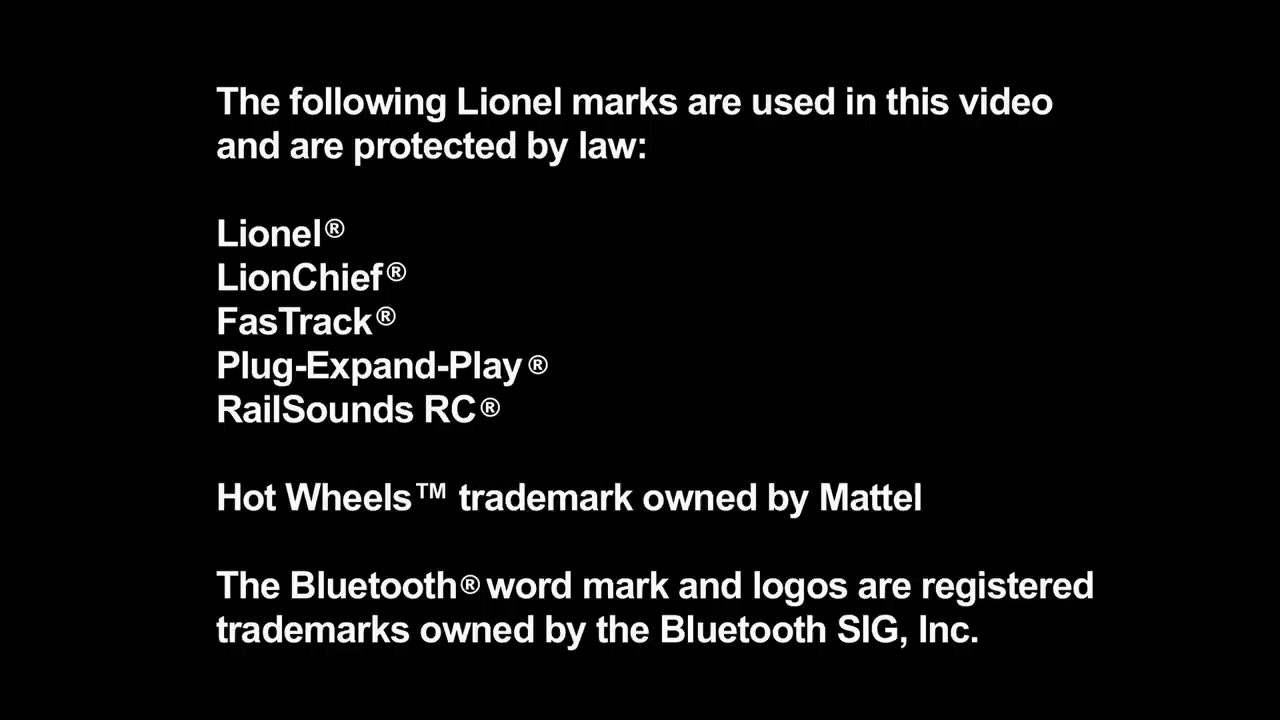 The following Lionel marks are used in this video
and are protected by law:
Lionel®
LionChief®
FasTrack®
Plug-Expand-Play®
RailSounds RC®
Hot Wheels™ trademark owned by Mattel
The Bluetooth® word mark and logos are registered
trademarks owned by the Bluetooth SIG, Inc.